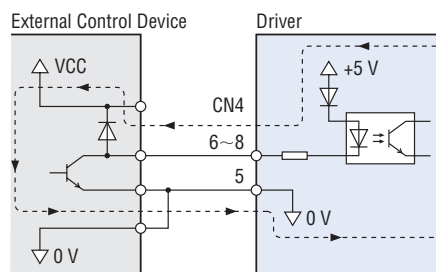 External Control Device
Driver
VCC
+5 V
CN4
6~8
5
0 V
0 V